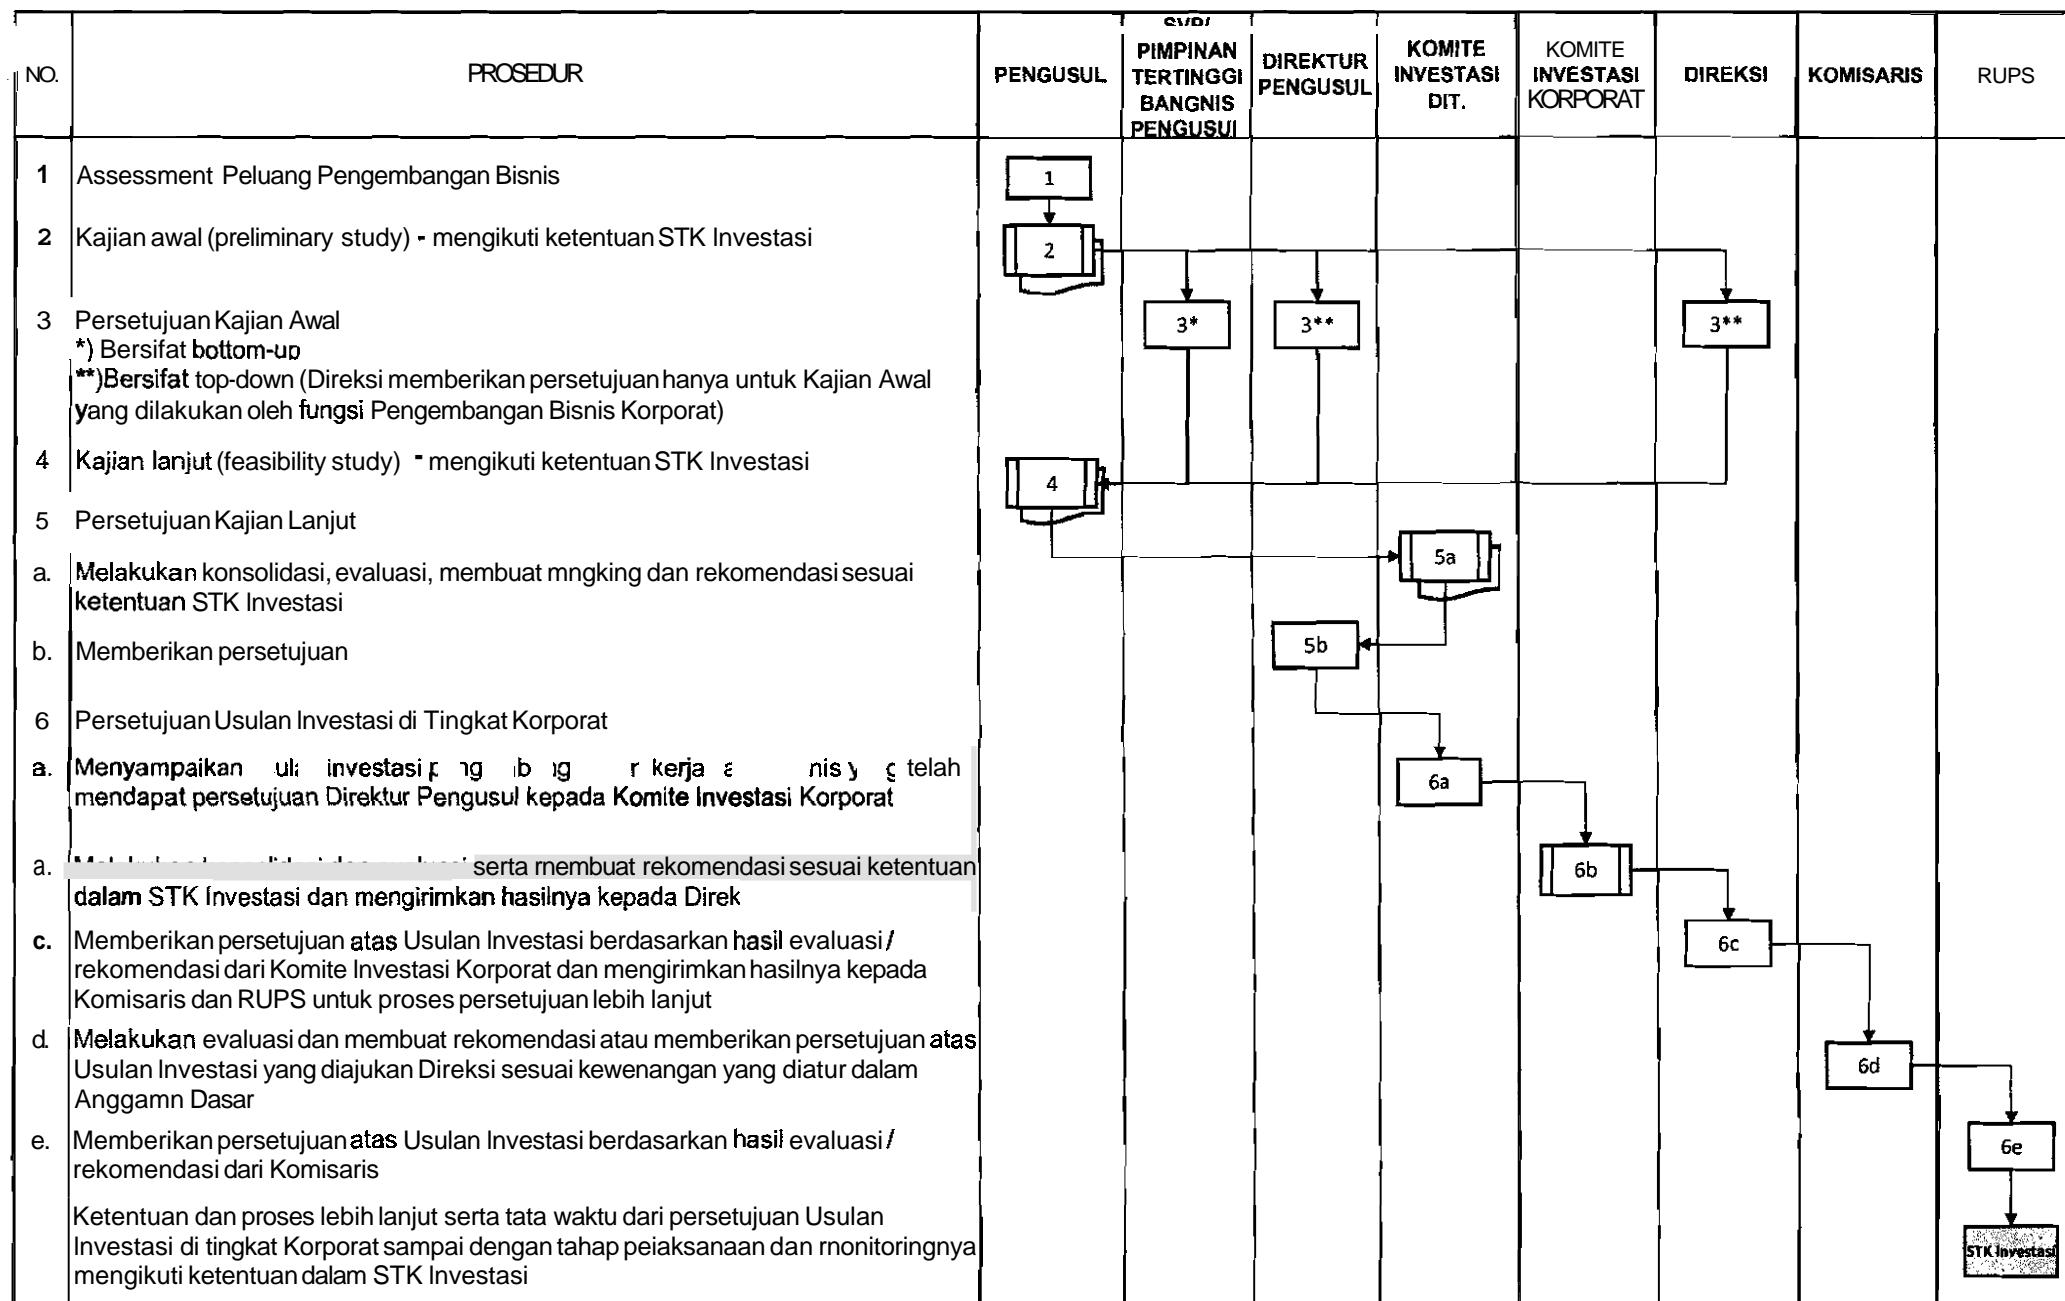 NO.
PROSEDUR
PENGUSUL
SVP/
PIMPINAN
TERTINGGI
BANGNIS
PENGUSUL
DIREKTUR
PENGUSUL
KOMITE
INVESTASI
DIT.
KOMITE
INVESTASI
KORPORAT
DIREKSI
KOMISARIS
RUPS
1 Assessment Peluang Pengembangan Bisnis
1
2 Kajian awal (preliminary study) - mengikuti ketentuan STK Investasi
2
3 Persetujuan Kajian Awal
*) Bersifat bottom-up
**)Bersifat top-down (Direksi memberikan persetujuan hanya untuk Kajian Awal
yang dilakukan oleh fungsi Pengembangan Bisnis Korporat)
3*
3**
3**
4 Kajian lanjut (feasibility study) - mengikuti ketentuan STK Investasi
4
5 Persetujuan Kajian Lanjut
a. Melakukan konsolidasi, evaluasi, membuat mngking dan rekomendasi sesuai
ketentuan STK Investasi
5a
b. Memberikan persetujuan
5b
6 Persetujuan Usulan Investasi di Tingkat Korporat
a. Menyampaikan investasi kerja telah
mendapat persetujuan Direktur Pengusul kepada Komite Investasi Korporat
6a
a. serta rnembuat rekomendasi sesuai ketentuan
dalam STK Investasi dan mengirimkan hasilnya kepada Direk
6b
c. Memberikan persetujuan atas Usulan Investasi berdasarkan hasil evaluasi /
rekomendasi dari Komite Investasi Korporat dan mengirimkan hasilnya kepada
Komisaris dan RUPS untuk proses persetujuan lebih lanjut
6c
d. Melakukan evaluasi dan membuat rekomendasi atau memberikan persetujuan atas
Usulan Investasi yang diajukan Direksi sesuai kewenangan yang diatur dalam
Anggamn Dasar
6d
e. Memberikan persetujuan atas Usulan Investasi berdasarkan hasil evaluasi /
rekomendasi dari Komisaris
6e
Ketentuan dan proses lebih lanjut serta tata waktu dari persetujuan Usulan
Investasi di tingkat Korporat sampai dengan tahap peiaksanaan dan rnonitoringnya
mengikuti ketentuan dalam STK Investasi
STK Investasi